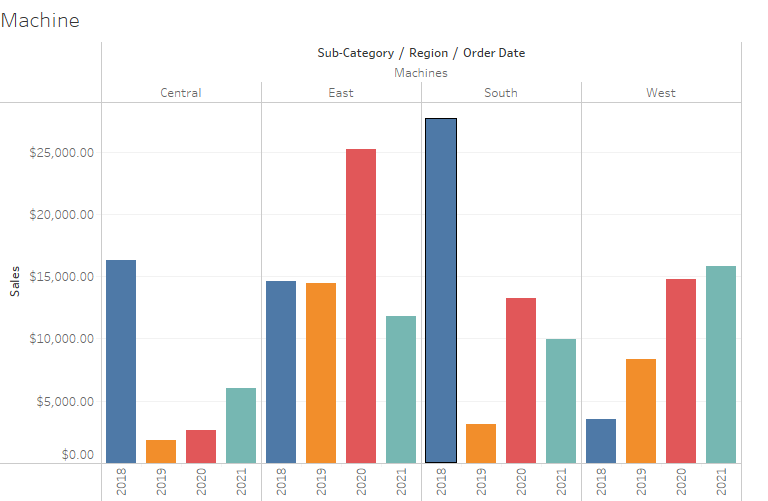 Machine
Sub-Category / Region / Order Date
Machines
Central East South West
$25,000.00
$20,000.00
$15,000.00
$10,000.00
$5,000.00
$0.00
Sales
2018 2019 2020 2021 2018 2019 2020 2021 2018 2019 2020 2021 2018 2019 2020 2021